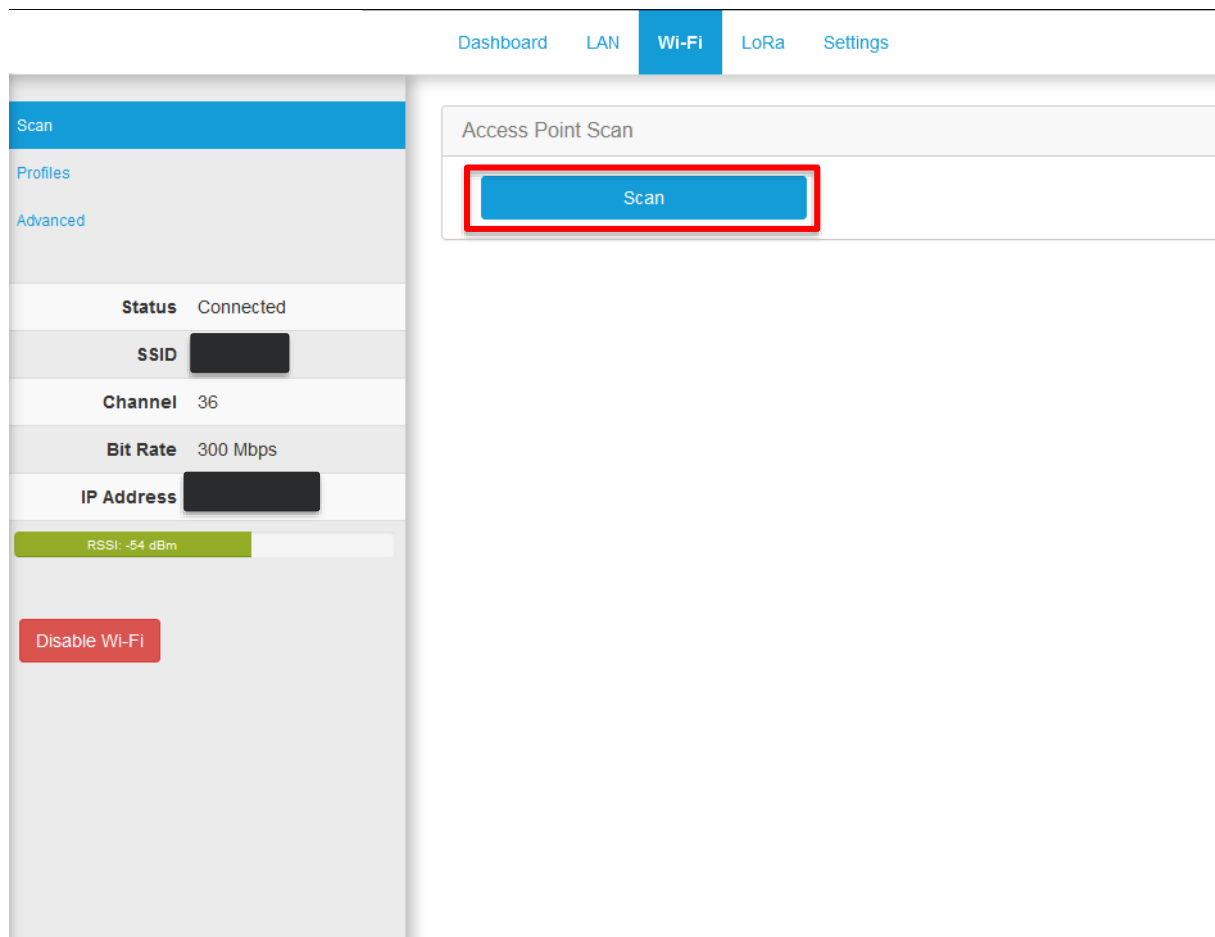 Dashboard LAN Wi-Fi LoRa Settings
Scan
Profiles
Advanced
Status Connected
SSID
Channel 36
Bit Rate 300 Mbps
IP Address
RSSI: -54 dBm
Disable Wi-Fi
Access Point Scan
Scan